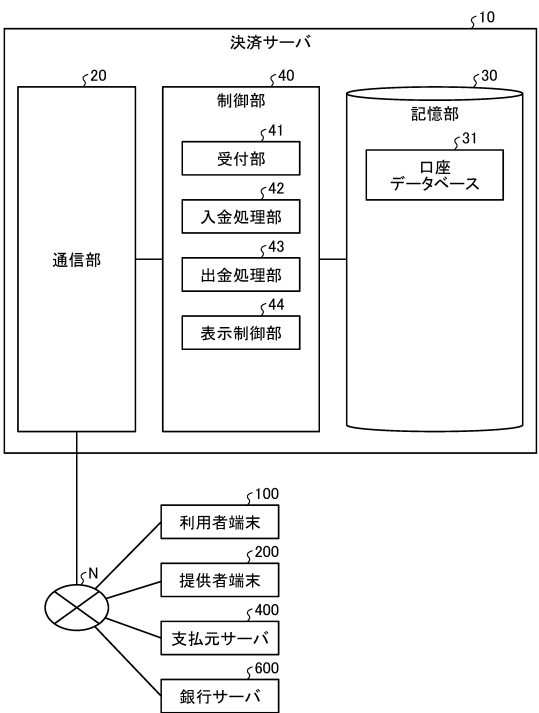 10
決済サーバ
20
通信部
40
制御部
41
受付部
42
入金処理部
43
出金処理部
44
表示制御部
30
記憶部
31
口座
データベース
N
100
利用者端末
200
提供者端末
400
支払元サーバ
600
銀行サーバ